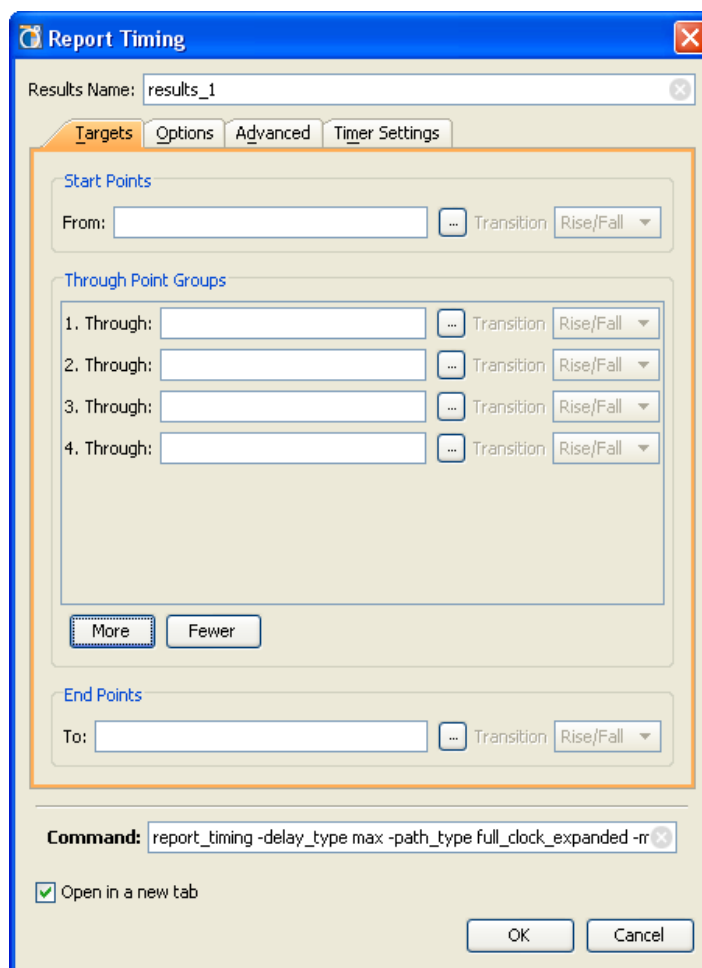 Report Timing
Results Name: results_1
Targets Options Advanced Timer Settings
Start Points
From: ... Transition Rise/Fall
Through Point Groups
1. Through: ... Transition Rise/Fall
2. Through: ... Transition Rise/Fall
3. Through: ... Transition Rise/Fall
4. Through: ... Transition Rise/Fall
More Fewer
End Points
To: ... Transition Rise/Fall
Command: report_timing -delay_type max -path_type full_clock_expanded -m
Open in a new tab
OK Cancel